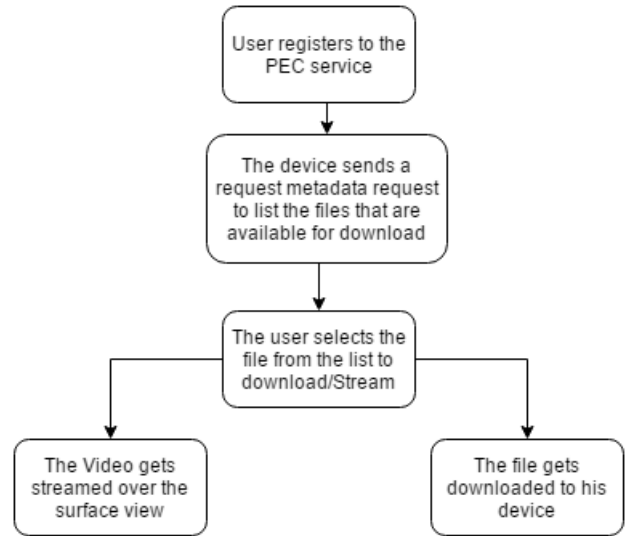 User registers to the
PEC service
The device sends a
request metadata request
to list the files that are
available for download
The user selects the
file from the list to
download/Stream
The Video gets
streamed over the
surface view
The file gets
downloaded to his
device